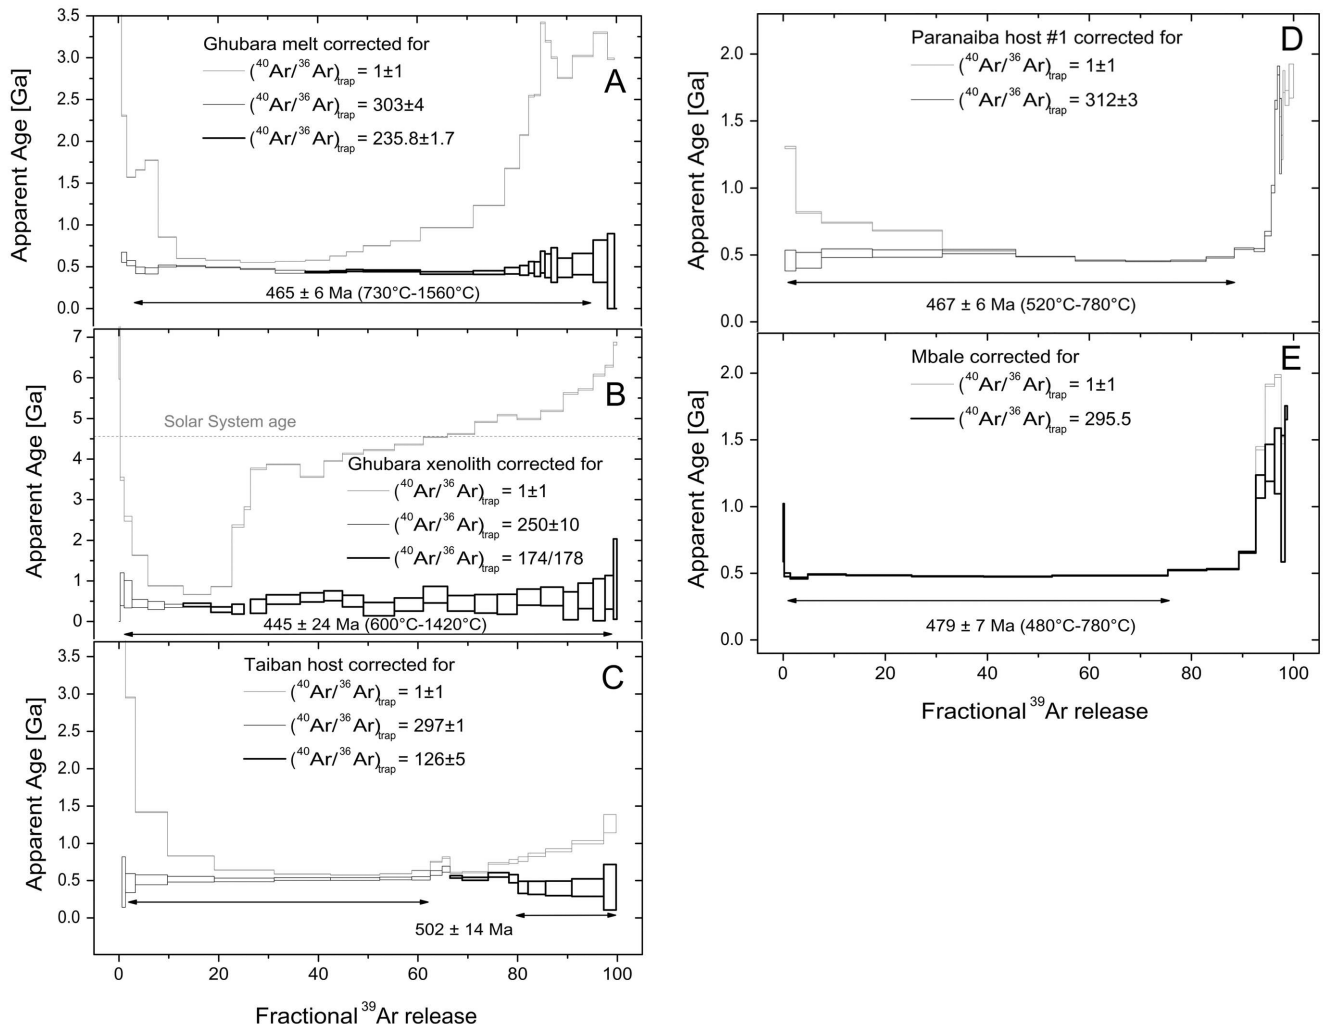 A
Apparent Age [Ga]
3.5
3.0
2.5
2.0
1.5
1.0
0.5
0.0
Ghubara melt corrected for
(⁴⁰Ar/³⁶Ar)trap = 1±1
(⁴⁰Ar/³⁶Ar)trap = 303±4
(⁴⁰Ar/³⁶Ar)trap = 235.8±1.7
465 ± 6 Ma (730°C-1560°C)
B
Apparent Age [Ga]
7
6
5
4
3
2
1
0
Solar System age
Ghubara xenolith corrected for
(⁴⁰Ar/³⁶Ar)trap = 1±1
(⁴⁰Ar/³⁶Ar)trap = 250±10
(⁴⁰Ar/³⁶Ar)trap = 174/178
445 ± 24 Ma (600°C-1420°C)
C
Apparent Age [Ga]
3.5
3.0
2.5
2.0
1.5
1.0
0.5
0.0
Taiban host corrected for
(⁴⁰Ar/³⁶Ar)trap = 1±1
(⁴⁰Ar/³⁶Ar)trap = 297±1
(⁴⁰Ar/³⁶Ar)trap = 126±5
502 ± 14 Ma
0 20 40 60 80 100
Fractional ³⁹Ar release
D
Apparent Age [Ga]
2.0
1.5
1.0
0.5
0.0
Paranaiba host #1 corrected for
(⁴⁰Ar/³⁶Ar)trap = 1±1
(⁴⁰Ar/³⁶Ar)trap = 312±3
467 ± 6 Ma (520°C-780°C)
E
Apparent Age [Ga]
2.0
1.5
1.0
0.5
0.0
Mbale corrected for
(⁴⁰Ar/³⁶Ar)trap = 1±1
(⁴⁰Ar/³⁶Ar)trap = 295.5
479 ± 7 Ma (480°C-780°C)
0 20 40 60 80 100
Fractional ³⁹Ar release